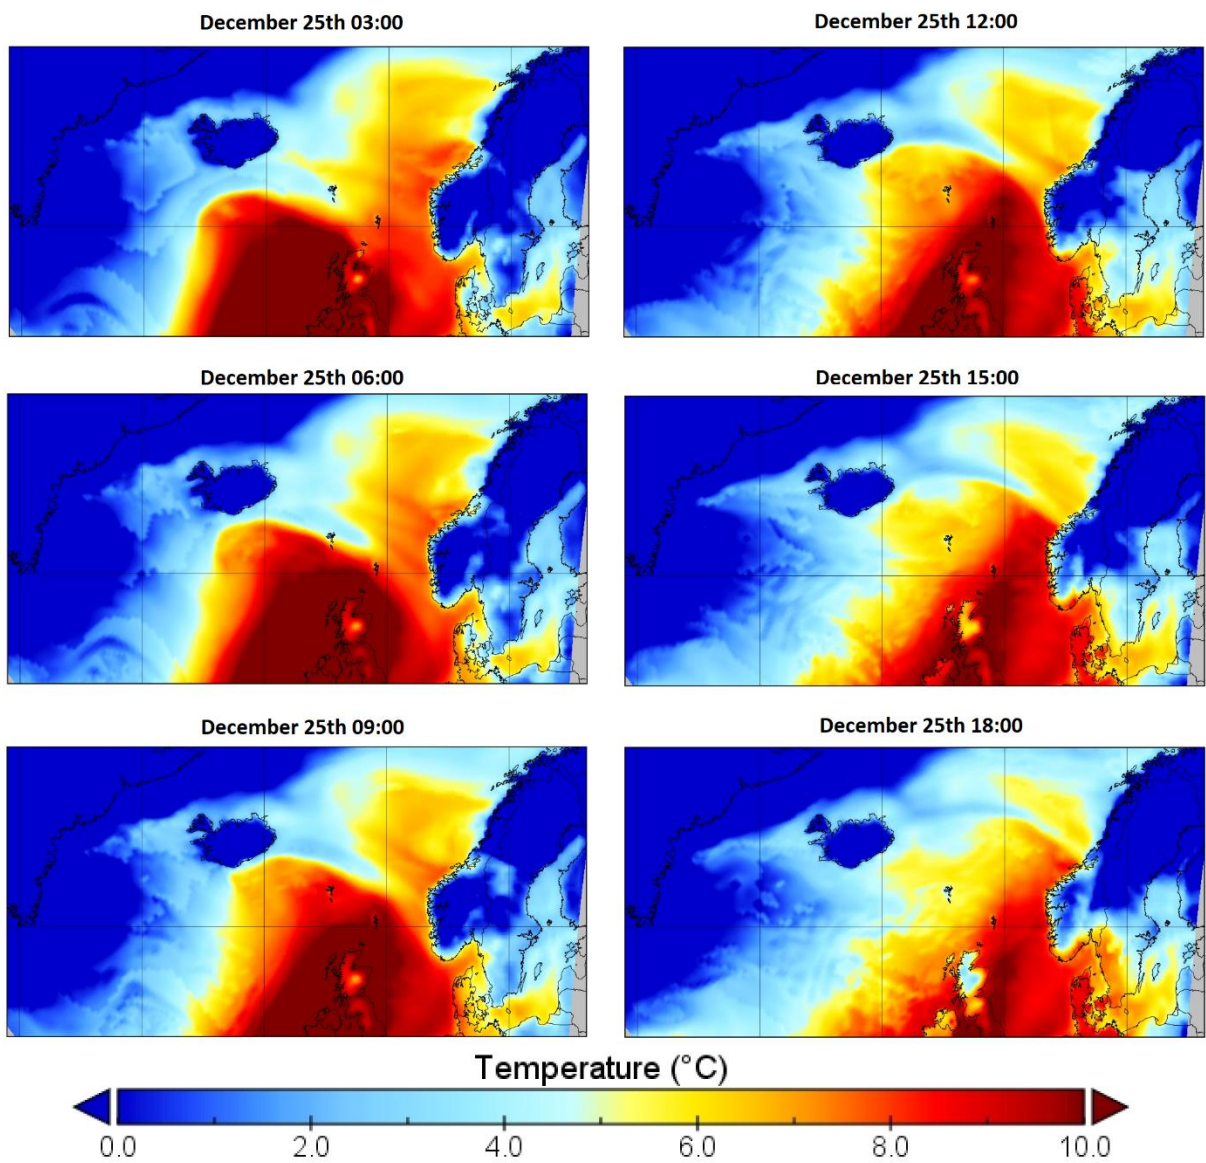 December 25th 03:00
December 25th 12:00
December 25th 06:00
December 25th 15:00
December 25th 09:00
December 25th 18:00
Temperature (°C)
0.0 2.0 4.0 6.0 8.0 10.0